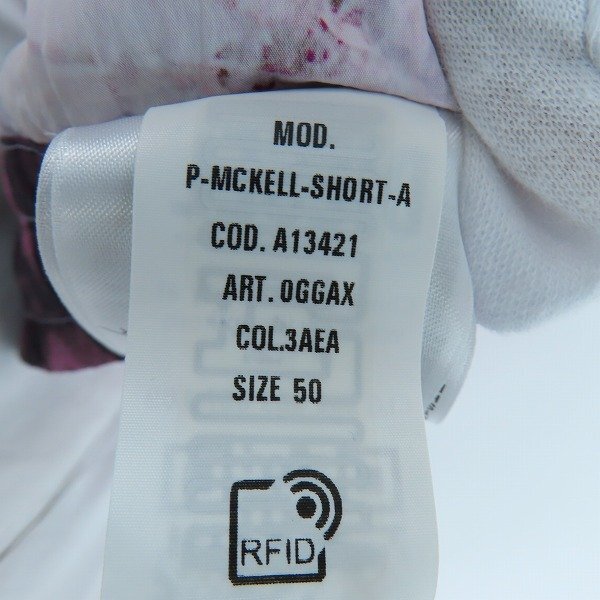 MOD.
P-MCKELL-SHORT-A
COD. A13421
ART. 0GGAX
COL.3AEA
SIZE 50
RFID